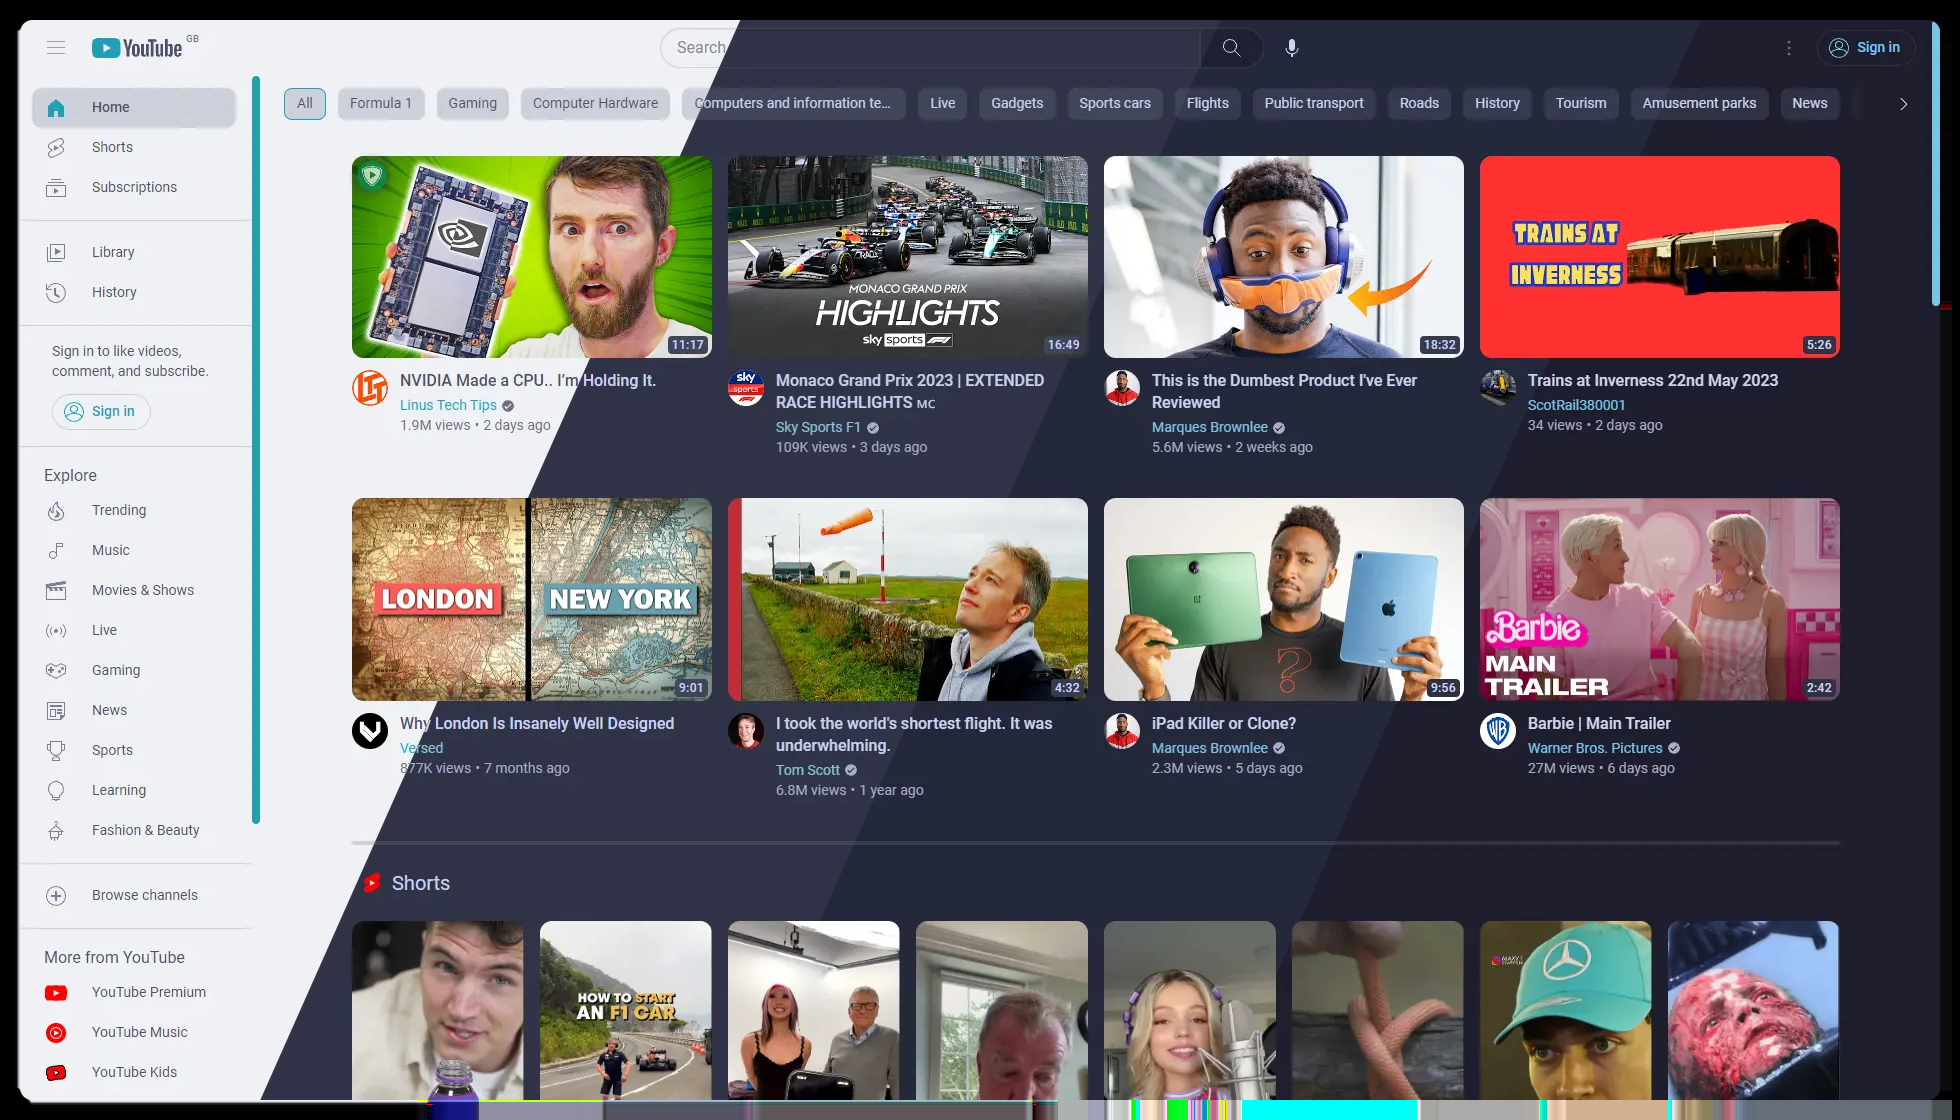 YouTube GB
Search
Sign in
Home
Shorts
Subscriptions
Library
History
Sign in to like videos,
comment, and subscribe.
Sign in
Explore
Trending
Music
Movies & Shows
Live
Gaming
News
Sports
Learning
Fashion & Beauty
Browse channels
More from YouTube
YouTube Premium
YouTube Music
YouTube Kids
All
Formula 1
Gaming
Computer Hardware
Computers and information te...
Live
Gadgets
Sports cars
Flights
Public transport
Roads
History
Tourism
Amusement parks
News
11:17
NVIDIA Made a CPU.. I'm Holding It.
Linus Tech Tips
1.9M views • 2 days ago
MONACO GRAND PRIX
HIGHLIGHTS
sky sports F1
16:49
sky
sports
Monaco Grand Prix 2023 | EXTENDED
RACE HIGHLIGHTS MC
Sky Sports F1
109K views • 3 days ago
18:32
This is the Dumbest Product I've Ever
Reviewed
Marques Brownlee
5.6M views • 2 weeks ago
TRAINS AT
INVERNESS
5:26
Trains at Inverness 22nd May 2023
ScotRail380001
34 views • 2 days ago
LONDON
NEW YORK
9:01
Why London Is Insanely Well Designed
Versed
877K views • 7 months ago
4:32
I took the world's shortest flight. It was
underwhelming.
Tom Scott
6.8M views • 1 year ago
?
9:56
iPad Killer or Clone?
Marques Brownlee
2.3M views • 5 days ago
Barbie
MAIN
TRAILER
2:42
Barbie | Main Trailer
Warner Bros. Pictures
27M views • 6 days ago
Shorts
HOW TO START
AN F1 CAR